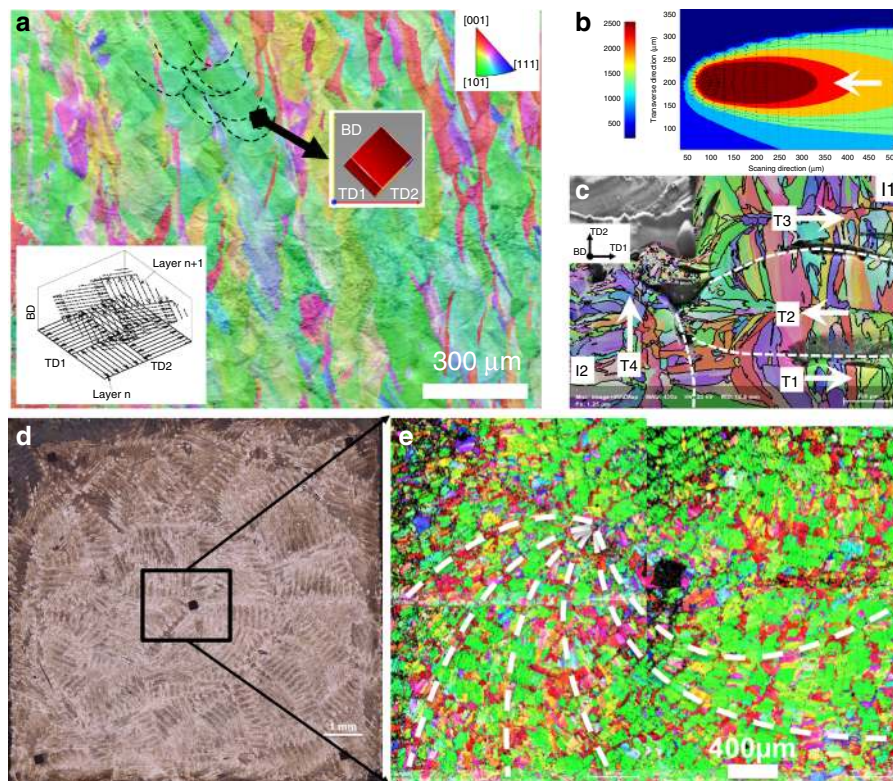 a
[001]
[101]
[111]
BD
TD1
TD2
Layer n+1
BD
TD1
TD2
Layer n
300 μm
b
2500
2000
1500
1000
500
Transverse direction (μm)
350
300
250
200
150
100
50 100 150 200 250 300 350 400 450 500
Scaning direction (μm)
c
I1
T3
TD2
BD
TD1
T2
I2
T4
T1
d
1 mm
e
400μm